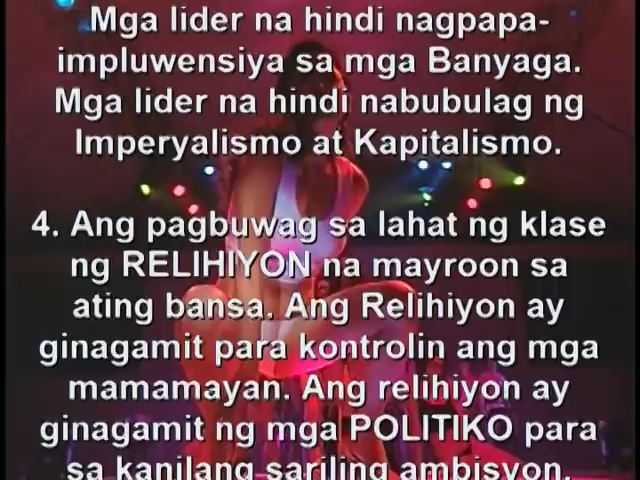 Mga lider na hindi nagpapa-
impluwensiya sa mga Banyaga.
Mga lider na hindi nabubulag ng
Imperyalismo at Kapitalismo.
4. Ang pagbuwag sa lahat ng klase
ng RELIHIYON na mayroon sa
ating bansa. Ang Relihiyon ay
ginagamit para kontrolin ang mga
mamamayan. Ang relihiyon ay
ginagamit ng mga POLITIKO para
sa kanilang sariling ambisyon.